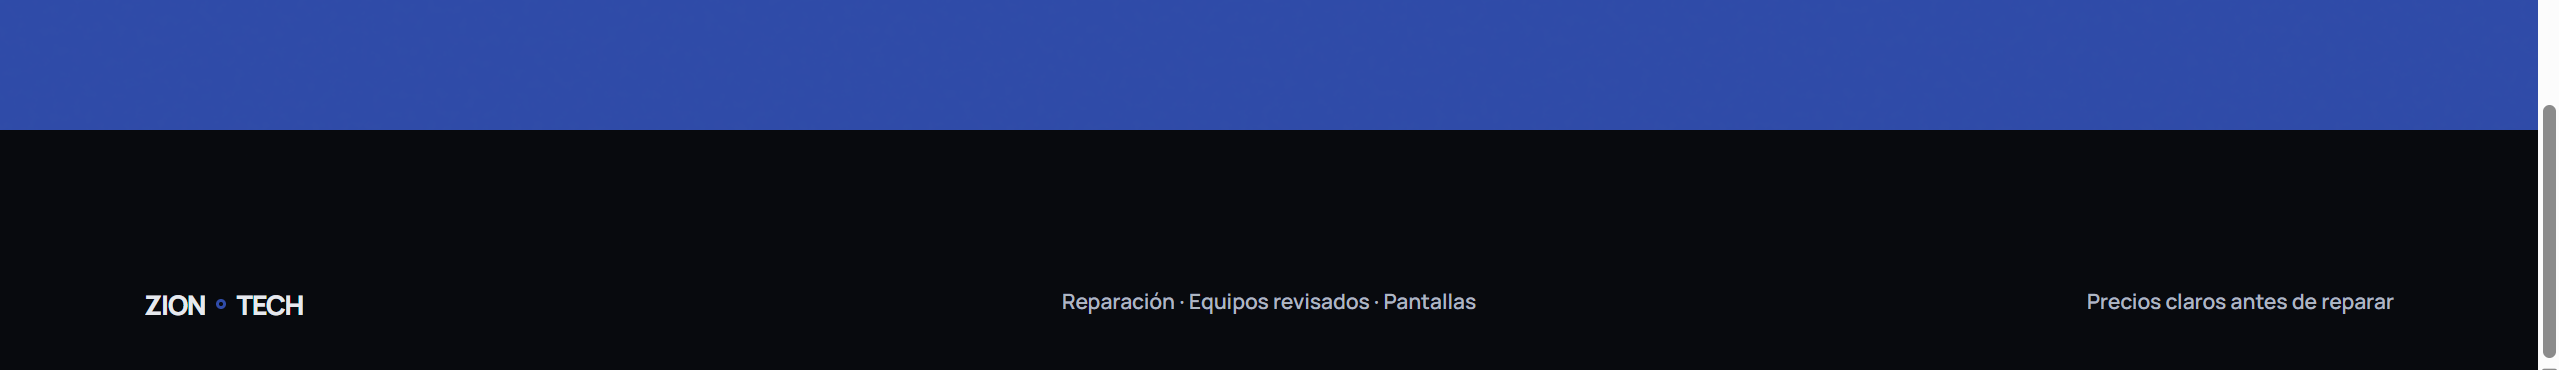 ZION TECH
Reparación · Equipos revisados · Pantallas
Precios claros antes de reparar